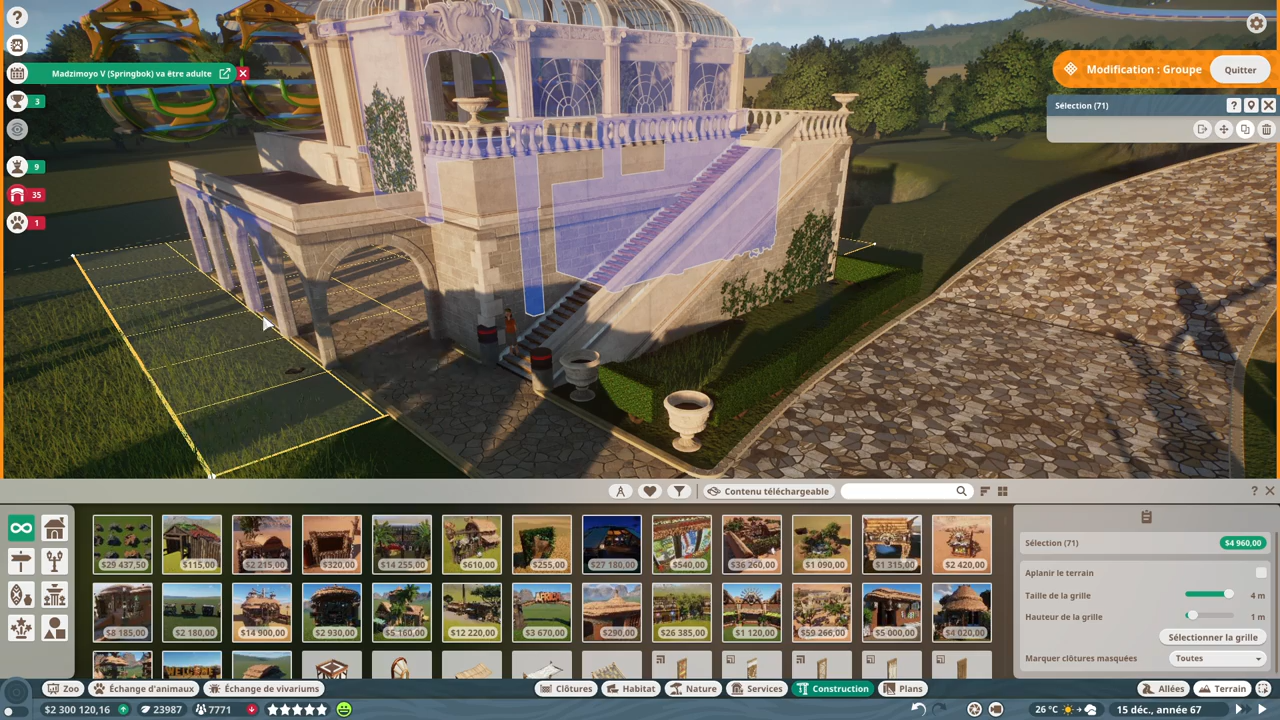 Madzimoyo V (Springbok) va être adulte
3
9
35
1
Modification : Groupe
Quitter
Sélection (71)
?
Contenu téléchargeable
?
$29 437,50
$115,00
$2 215,00
$320,00
$14 255,00
$610,00
$255,00
$27 180,00
$540,00
$36 260,00
$1 090,00
$1 315,00
$2 420,00
$8 185,00
$2 180,00
$14 900,00
$2 930,00
$5 160,00
$12 220,00
$3 670,00
$290,00
$26 385,00
$1 120,00
$59 266,00
$5 000,00
$4 020,00
Sélection (71)
$4 960,00
Aplanir le terrain
Taille de la grille
4 m
Hauteur de la grille
1 m
Sélectionner la grille
Marquer clôtures masquées
Toutes
Zoo
Échange d'animaux
Échange de vivariums
Clôtures
Habitat
Nature
Services
Construction
Plans
Allées
Terrain
$2 300 120,16
23987
7771
26 °C
15 déc., année 67